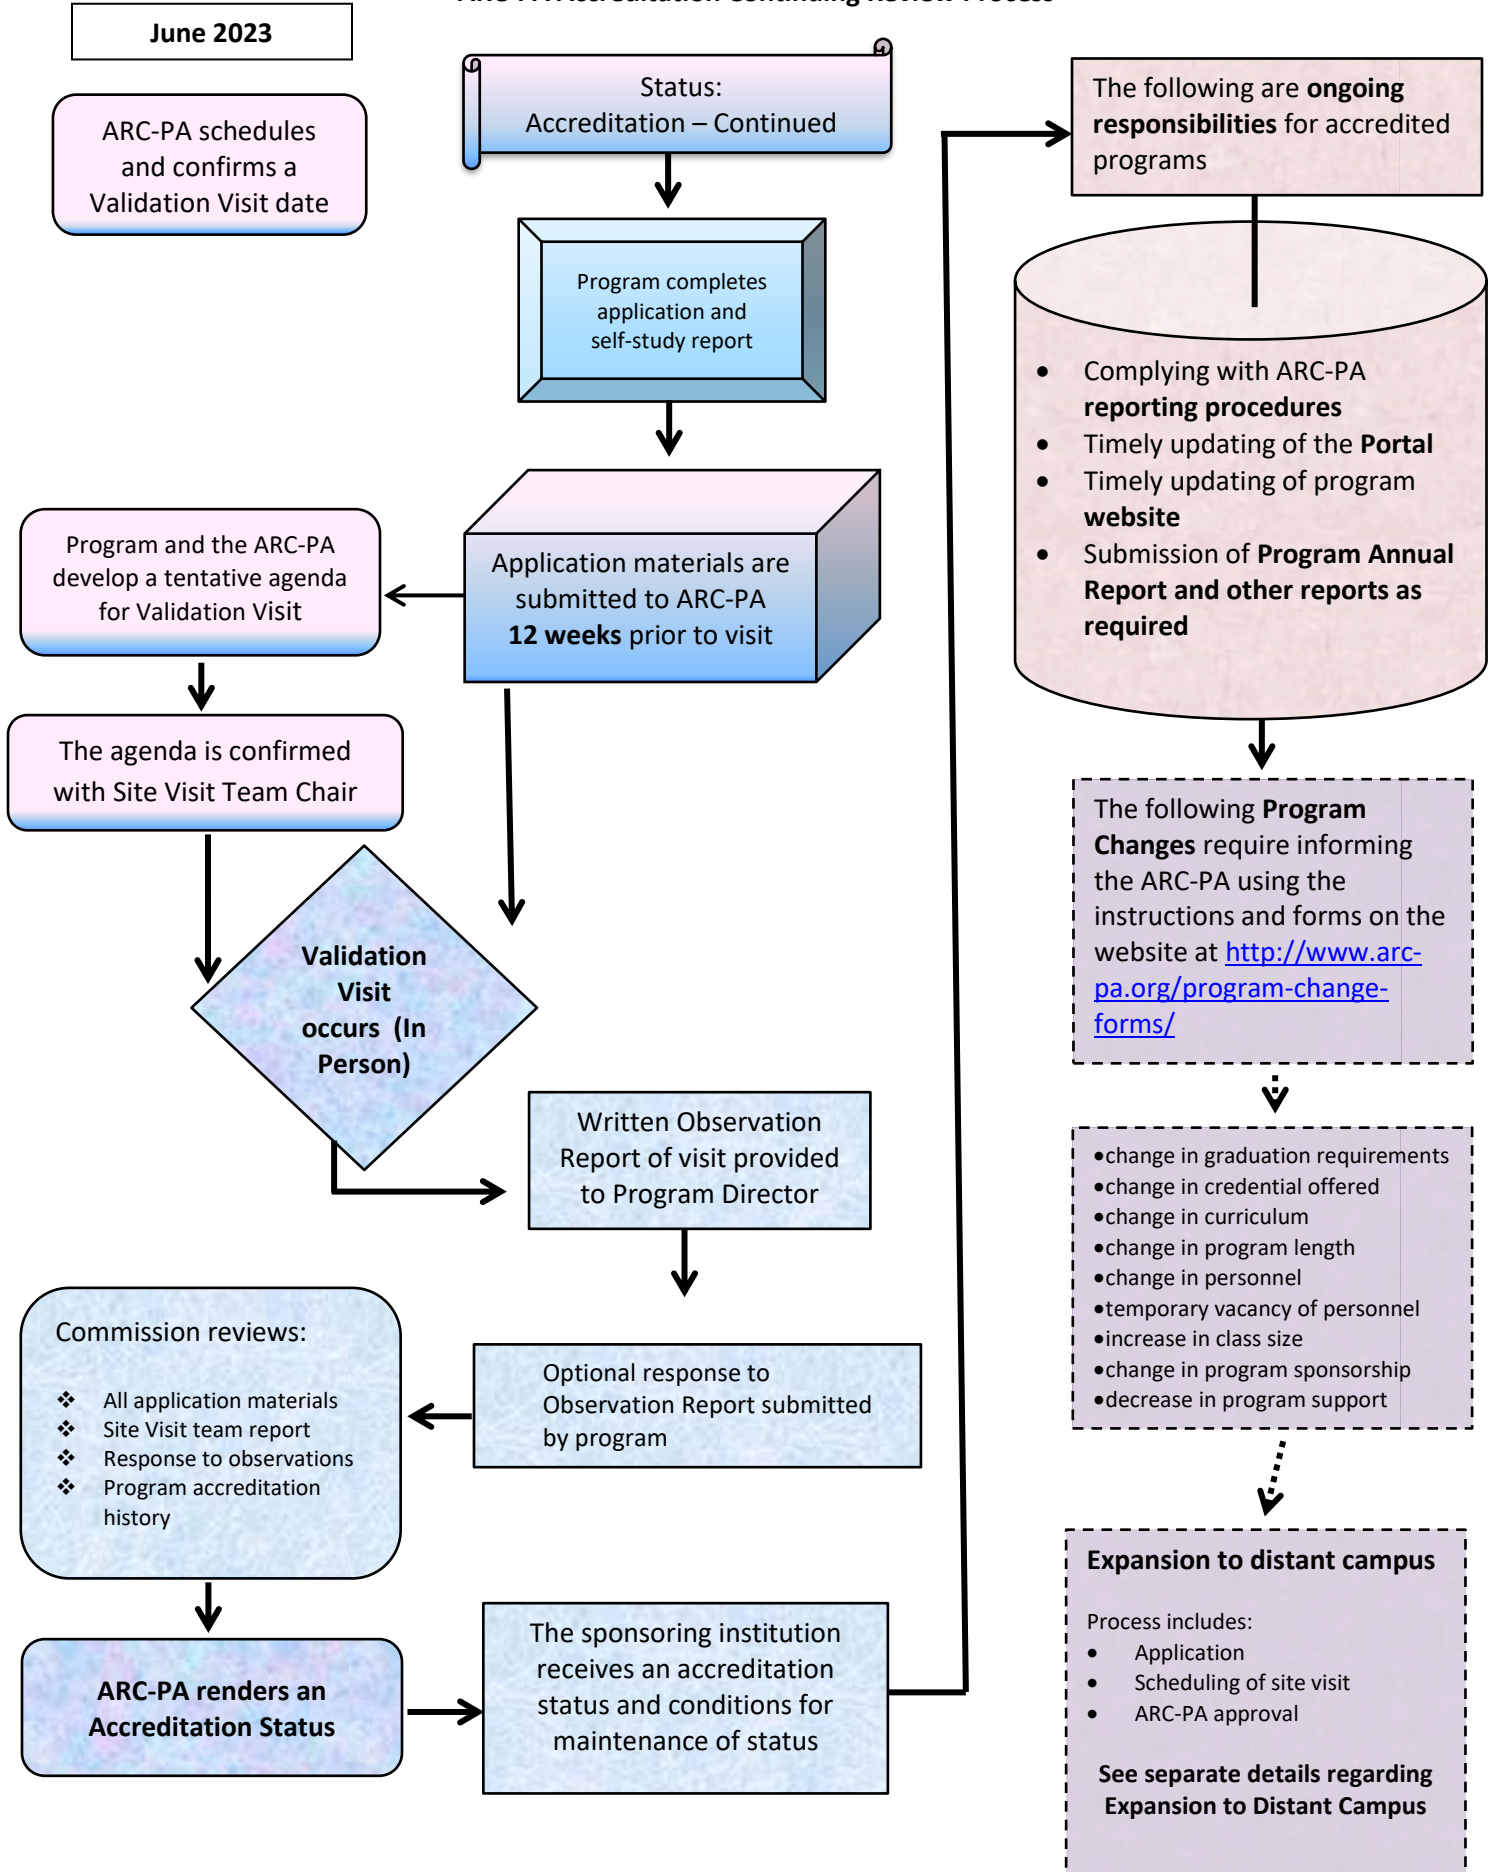 June 2023
Status:
Accreditation – Continued
ARC-PA schedules
and confirms a
Validation Visit date
Program completes
application and
self-study report
Application materials are
submitted to ARC-PA
12 weeks prior to visit
Program and the ARC-PA
develop a tentative agenda
for Validation Visit
The agenda is confirmed
with Site Visit Team Chair
Validation
Visit
occurs (In
Person)
Written Observation
Report of visit provided
to Program Director
Optional response to
Observation Report submitted
by program
Commission reviews:
❖ All application materials
❖ Site Visit team report
❖ Response to observations
❖ Program accreditation
history
ARC-PA renders an
Accreditation Status
The sponsoring institution
receives an accreditation
status and conditions for
maintenance of status
The following are ongoing
responsibilities for accredited
programs
• Complying with ARC-PA
reporting procedures
• Timely updating of the Portal
• Timely updating of program
website
• Submission of Program Annual
Report and other reports as
required
The following Program
Changes require informing
the ARC-PA using the
instructions and forms on the
website at http://www.arc-
pa.org/program-change-
forms/
•change in graduation requirements
•change in credential offered
•change in curriculum
•change in program length
•change in personnel
•temporary vacancy of personnel
•increase in class size
•change in program sponsorship
•decrease in program support
Expansion to distant campus
Process includes:
• Application
• Scheduling of site visit
• ARC-PA approval
See separate details regarding
Expansion to Distant Campus